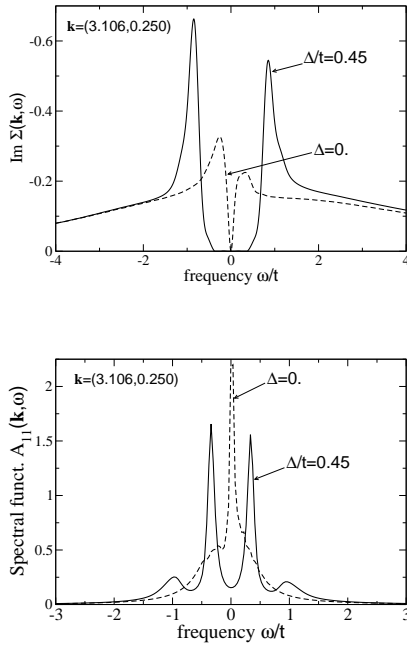 -0.6
k=(3.106,0.250)
Δ/t=0.45
Im Σ(k,ω)
-0.4
Δ=0.
-0.2
0
-4 -2 0 2 4
frequency ω/t
2
k=(3.106,0.250)
Δ=0.
Spectral funct. A11(k,ω)
1.5
Δ/t=0.45
1
0.5
0
-3 -2 -1 0 1 2 3
frequency ω/t